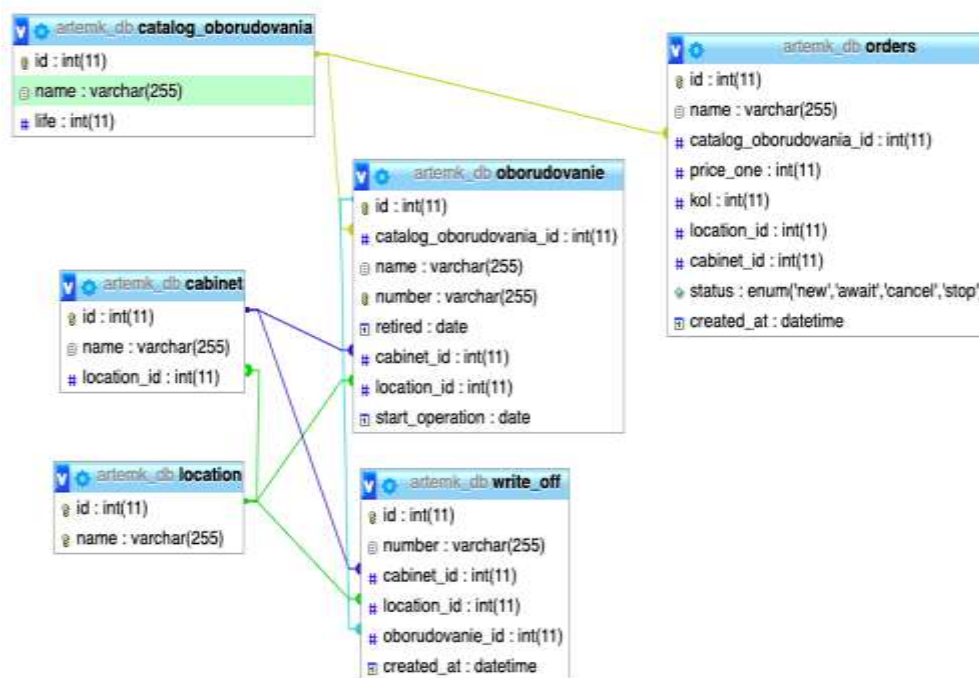 artemk_db catalog_oborudovania
id : int(11)
name : varchar(255)
life : int(11)
artemk_db orders
id : int(11)
name : varchar(255)
catalog_oborudovania_id : int(11)
price_one : int(11)
kol : int(11)
location_id : int(11)
cabinet_id : int(11)
status : enum('new','await','cancel','stop'
created_at : datetime
artemk_db oborudovanie
id : int(11)
catalog_oborudovania_id : int(11)
name : varchar(255)
number : varchar(255)
retired : date
cabinet_id : int(11)
location_id : int(11)
start_operation : date
artemk_db cabinet
id : int(11)
name : varchar(255)
location_id : int(11)
artemk_db location
id : int(11)
name : varchar(255)
artemk_db write_off
id : int(11)
number : varchar(255)
cabinet_id : int(11)
location_id : int(11)
oborudovanie_id : int(11)
created_at : datetime